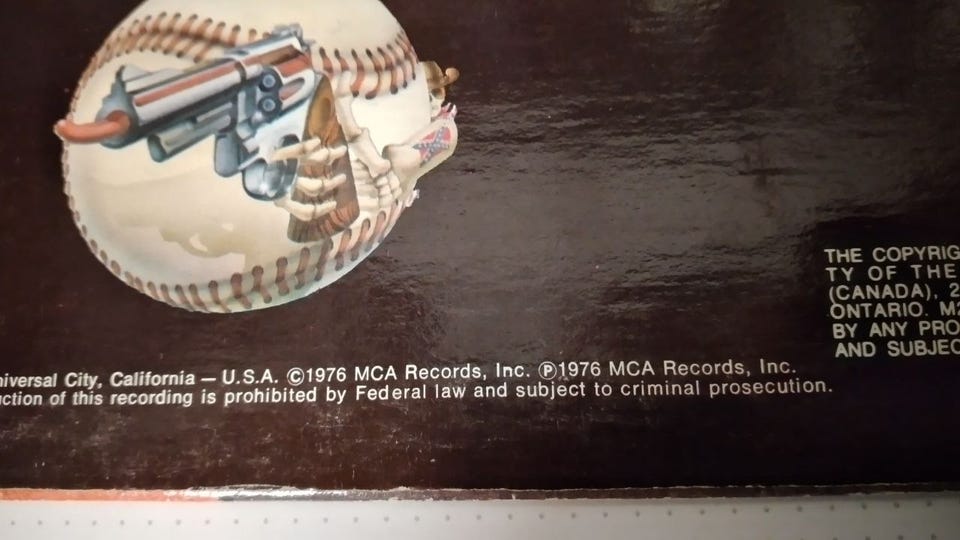 THE COPYRIG
TY OF THE
(CANADA), 2
ONTARIO. M2
BY ANY PRO
AND SUBJEC
niversal City, California — U.S.A. ©1976 MCA Records, Inc. ℗1976 MCA Records, Inc.
uction of this recording is prohibited by Federal law and subject to criminal prosecution.